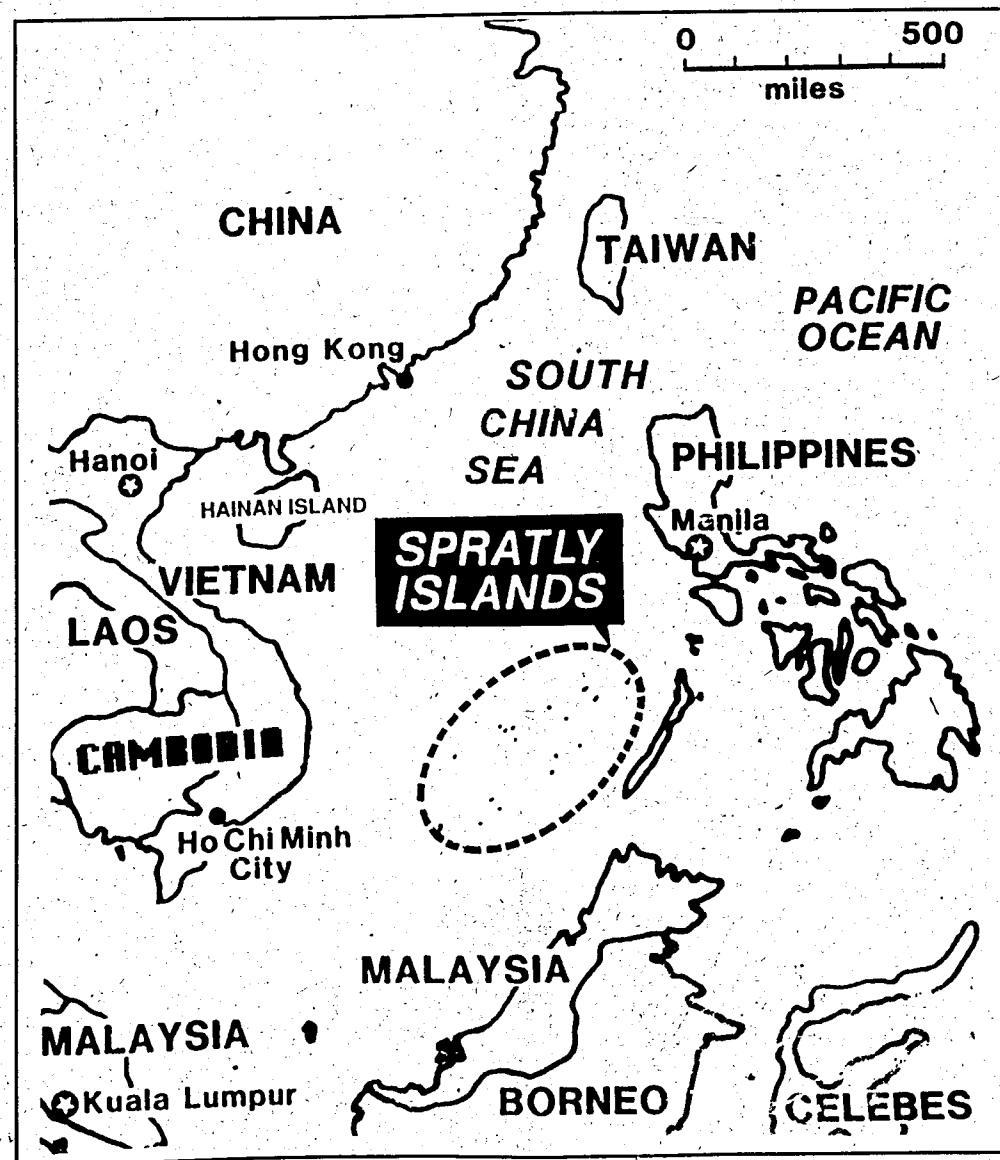 0 500
miles
CHINA
TAIWAN
PACIFIC
OCEAN
Hong Kong
SOUTH
CHINA
SEA
PHILIPPINES
Hanoi
HAINAN ISLAND
Manila
SPRATLY
ISLANDS
VIETNAM
LAOS
CAMBODIA
Ho Chi Minh
City
MALAYSIA
MALAYSIA
Kuala Lumpur
BORNEO
CELEBES